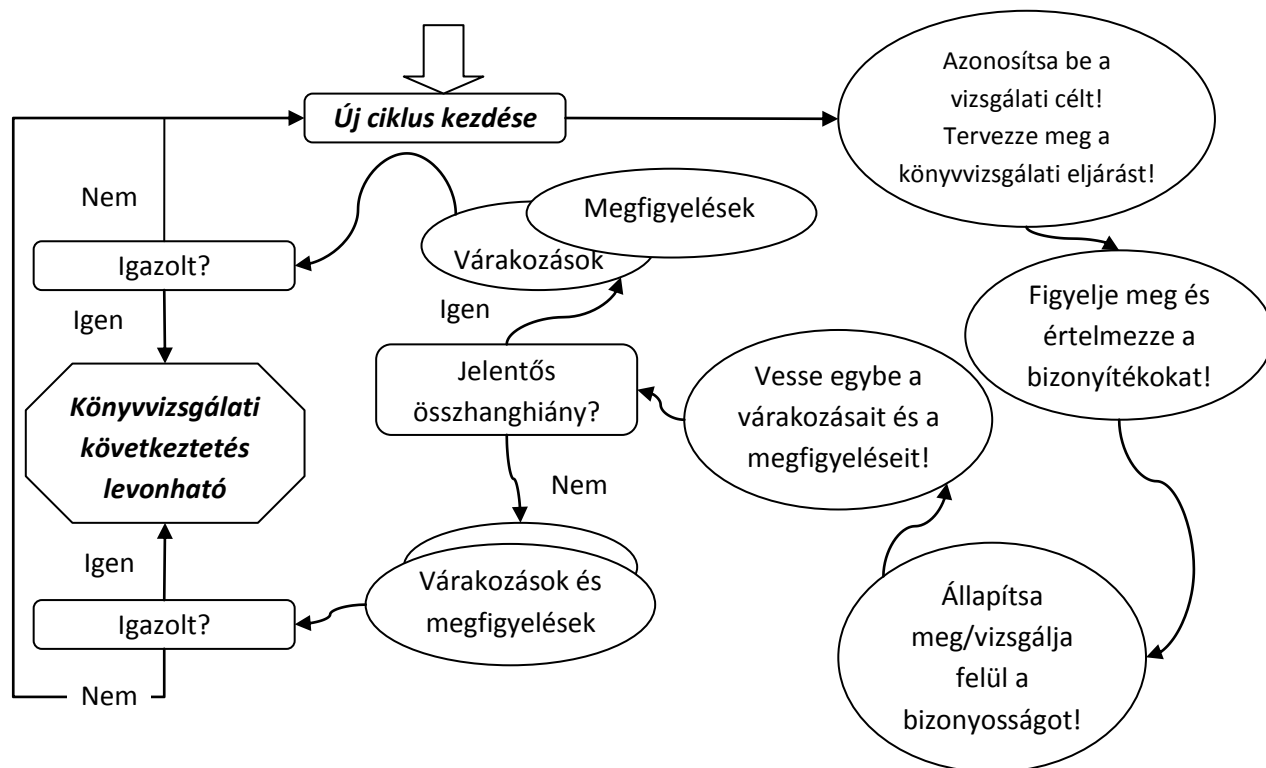 Új ciklus kezdése
Azonosítsa be a
vizsgálati célt!
Tervezze meg a
könyvvizsgálati eljárást!
Nem
Megfigyelések
Várakozások
Igazolt?
Igen
Igen
Figyelje meg és
értelmezze a
bizonyítékokat!
Jelentős
összhanghiány?
Vesse egybe a
várakozásait és a
megfigyeléseit!
Könyvvizsgálati
következtetés
levonható
Nem
Igen
Várakozások és
megfigyelések
Igazolt?
Állapítsa
meg/vizsgálja
felül a
bizonyosságot!
Nem